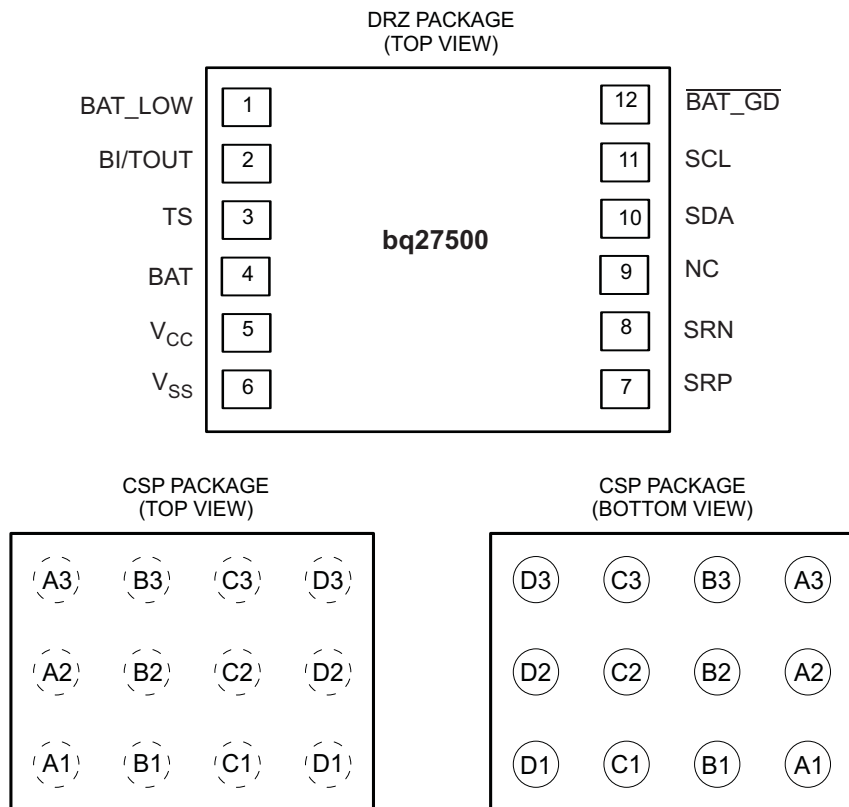 DRZ PACKAGE
(TOP VIEW)
BAT_LOW 1 12 BAT_GD
BI/TOUT 2 11 SCL
TS 3 10 SDA
bq27500
BAT 4 9 NC
VCC 5 8 SRN
VSS 6 7 SRP
CSP PACKAGE
(TOP VIEW)
A3 B3 C3 D3
A2 B2 C2 D2
A1 B1 C1 D1
CSP PACKAGE
(BOTTOM VIEW)
D3 C3 B3 A3
D2 C2 B2 A2
D1 C1 B1 A1